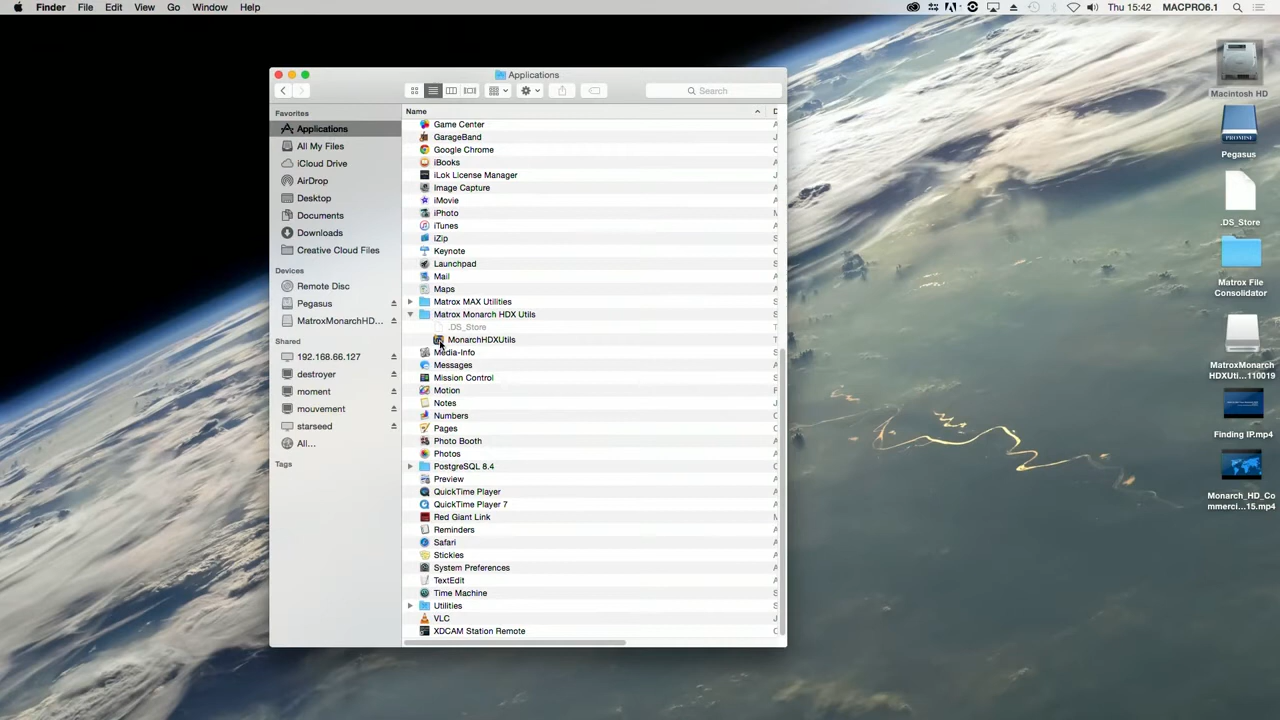 Finder File Edit View Go Window Help
Thu 15:42 MACPRO6.1
Applications
Search
Favorites
Applications
All My Files
iCloud Drive
AirDrop
Desktop
Documents
Downloads
Creative Cloud Files
Devices
Remote Disc
Pegasus
MatroxMonarchHD...
Shared
192.168.66.127
destroyer
moment
mouvement
starseed
All...
Tags
Name
Game Center
GarageBand
Google Chrome
iBooks
iLok License Manager
Image Capture
iMovie
iPhoto
iTunes
iZip
Keynote
Launchpad
Mail
Maps
Matrox MAX Utilities
Matrox Monarch HDX Utils
.DS_Store
MonarchHDXUtils
Media-Info
Messages
Mission Control
Motion
Notes
Numbers
Pages
Photo Booth
Photos
PostgreSQL 8.4
Preview
QuickTime Player
QuickTime Player 7
Red Giant Link
Reminders
Safari
Stickies
System Preferences
TextEdit
Time Machine
Utilities
VLC
XDCAM Station Remote
Macintosh HD
PROMISE
Pegasus
.DS_Store
Matrox File
Consolidator
MatroxMonarch
HDXUti...110019
Finding IP.mp4
Monarch_HD_Co
mmerci...15.mp4